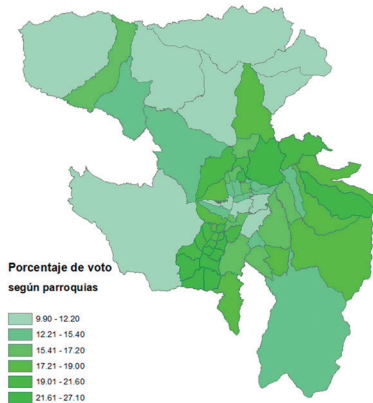 Porcentaje de voto
según parroquias
9.90 - 12.20
12.21 - 15.40
15.41 - 17.20
17.21 - 19.00
19.01 - 21.60
21.61 - 27.10